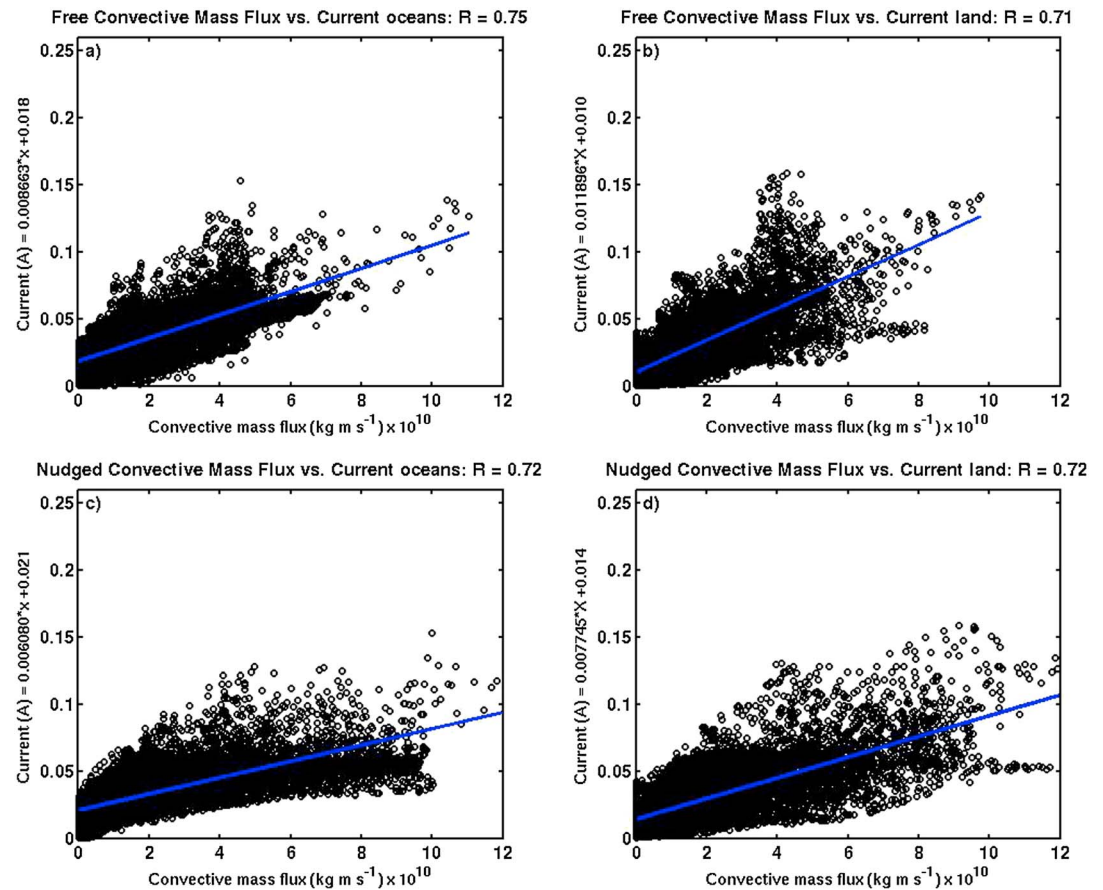 Free Convective Mass Flux vs. Current oceans: R = 0.75
a)
Current (A) = 0.008663*x +0.018
0.25
0.2
0.15
0.1
0.05
0
0 2 4 6 8 10 12
Convective mass flux (kg m s⁻¹) x 10¹⁰
Free Convective Mass Flux vs. Current land: R = 0.71
b)
Current (A) = 0.011896*X +0.010
0.25
0.2
0.15
0.1
0.05
0
0 2 4 6 8 10 12
Convective mass flux (kg m s⁻¹) x 10¹⁰
Nudged Convective Mass Flux vs. Current oceans: R = 0.72
c)
Current (A) = 0.006080*x +0.021
0.25
0.2
0.15
0.1
0.05
0
0 2 4 6 8 10 12
Convective mass flux (kg m s⁻¹) x 10¹⁰
Nudged Convective Mass Flux vs. Current land: R = 0.72
d)
Current (A) = 0.007745*X +0.014
0.25
0.2
0.15
0.1
0.05
0
0 2 4 6 8 10 12
Convective mass flux (kg m s⁻¹) x 10¹⁰